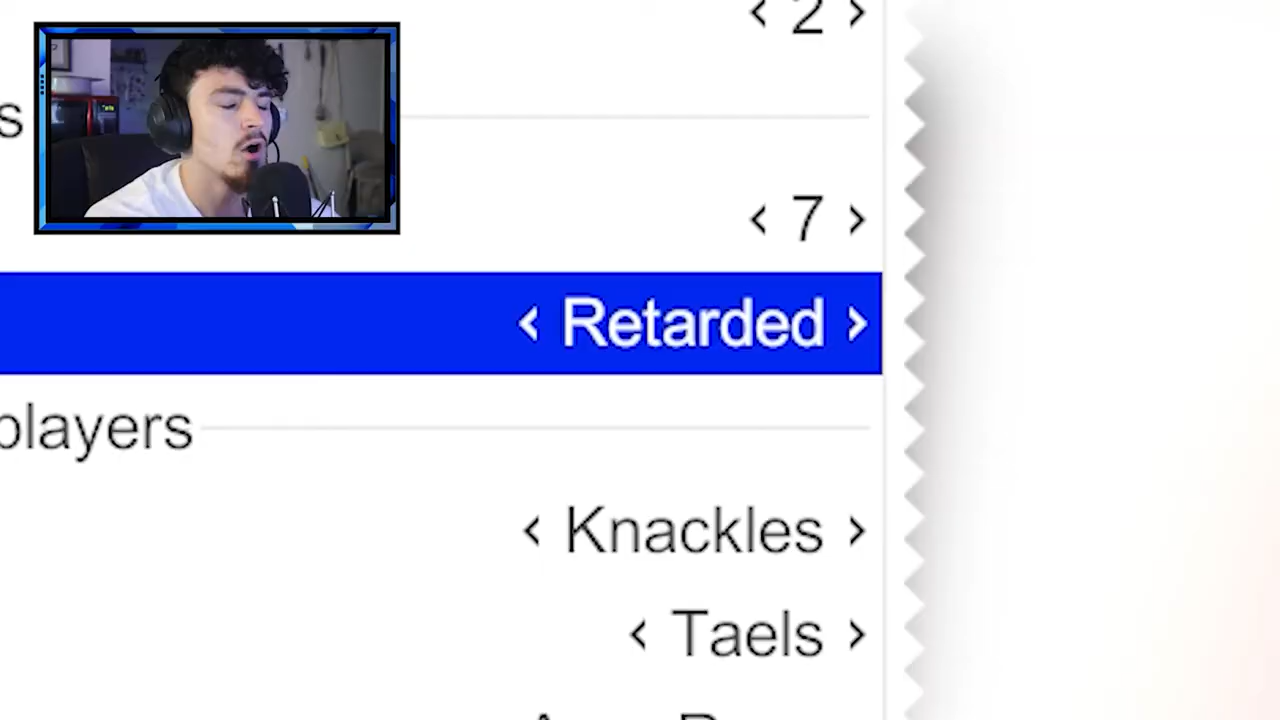 ‹ 2 ›
s
‹ 7 ›
‹ Retarded ›
players
‹ Knackles ›
‹ Taels ›